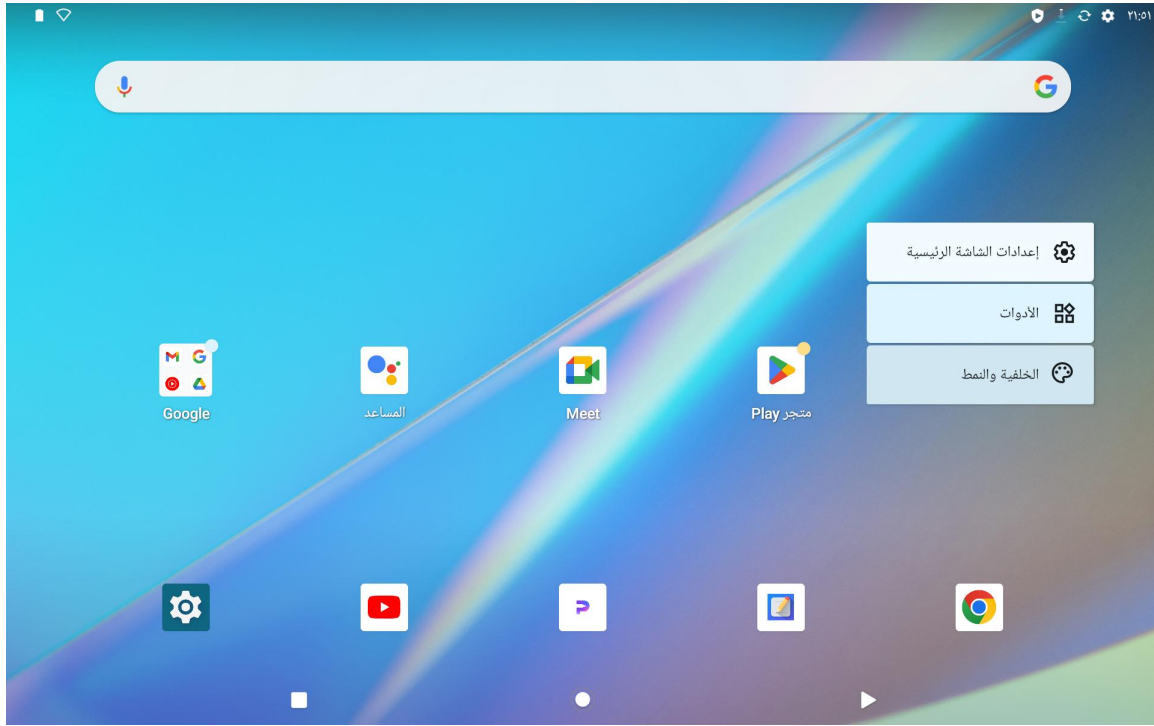 ٢١:٥١
إعدادات الشاشة الرئيسية
الأدوات
الخلفية والنمط
متجر Play
Meet
المساعد
Google